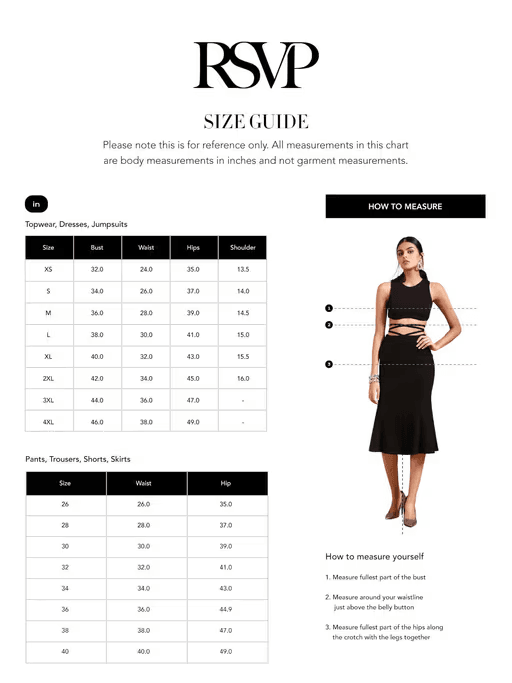 RSVP
SIZE GUIDE
Please note this is for reference only. All measurements in this chart
are body measurements in inches and not garment measurements.
in
Topwear, Dresses, Jumpsuits
Size Bust Waist Hips Shoulder
XS 32.0 24.0 35.0 13.5
S 34.0 26.0 37.0 14.0
M 36.0 28.0 39.0 14.5
L 38.0 30.0 41.0 15.0
XL 40.0 32.0 43.0 15.5
2XL 42.0 34.0 45.0 16.0
3XL 44.0 36.0 47.0 -
4XL 46.0 38.0 49.0 -
Pants, Trousers, Shorts, Skirts
Size Waist Hip
26 26.0 35.0
28 28.0 37.0
30 30.0 39.0
32 32.0 41.0
34 34.0 43.0
36 36.0 44.9
38 38.0 47.0
40 40.0 49.0
HOW TO MEASURE
1
2
3
How to measure yourself
1. Measure fullest part of the bust
2. Measure around your waistline
just above the belly button
3. Measure fullest part of the hips along
the crotch with the legs together